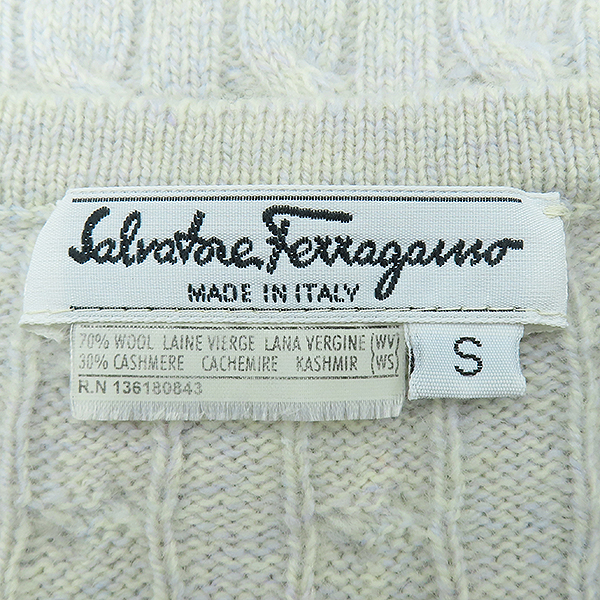 Salvatore Ferragamo
MADE IN ITALY
70% WOOL LAINE VIERGE LANA VERGINE (WV)
30% CASHMERE CACHEMIRE KASHMIR (WS)
R.N 136180843
S